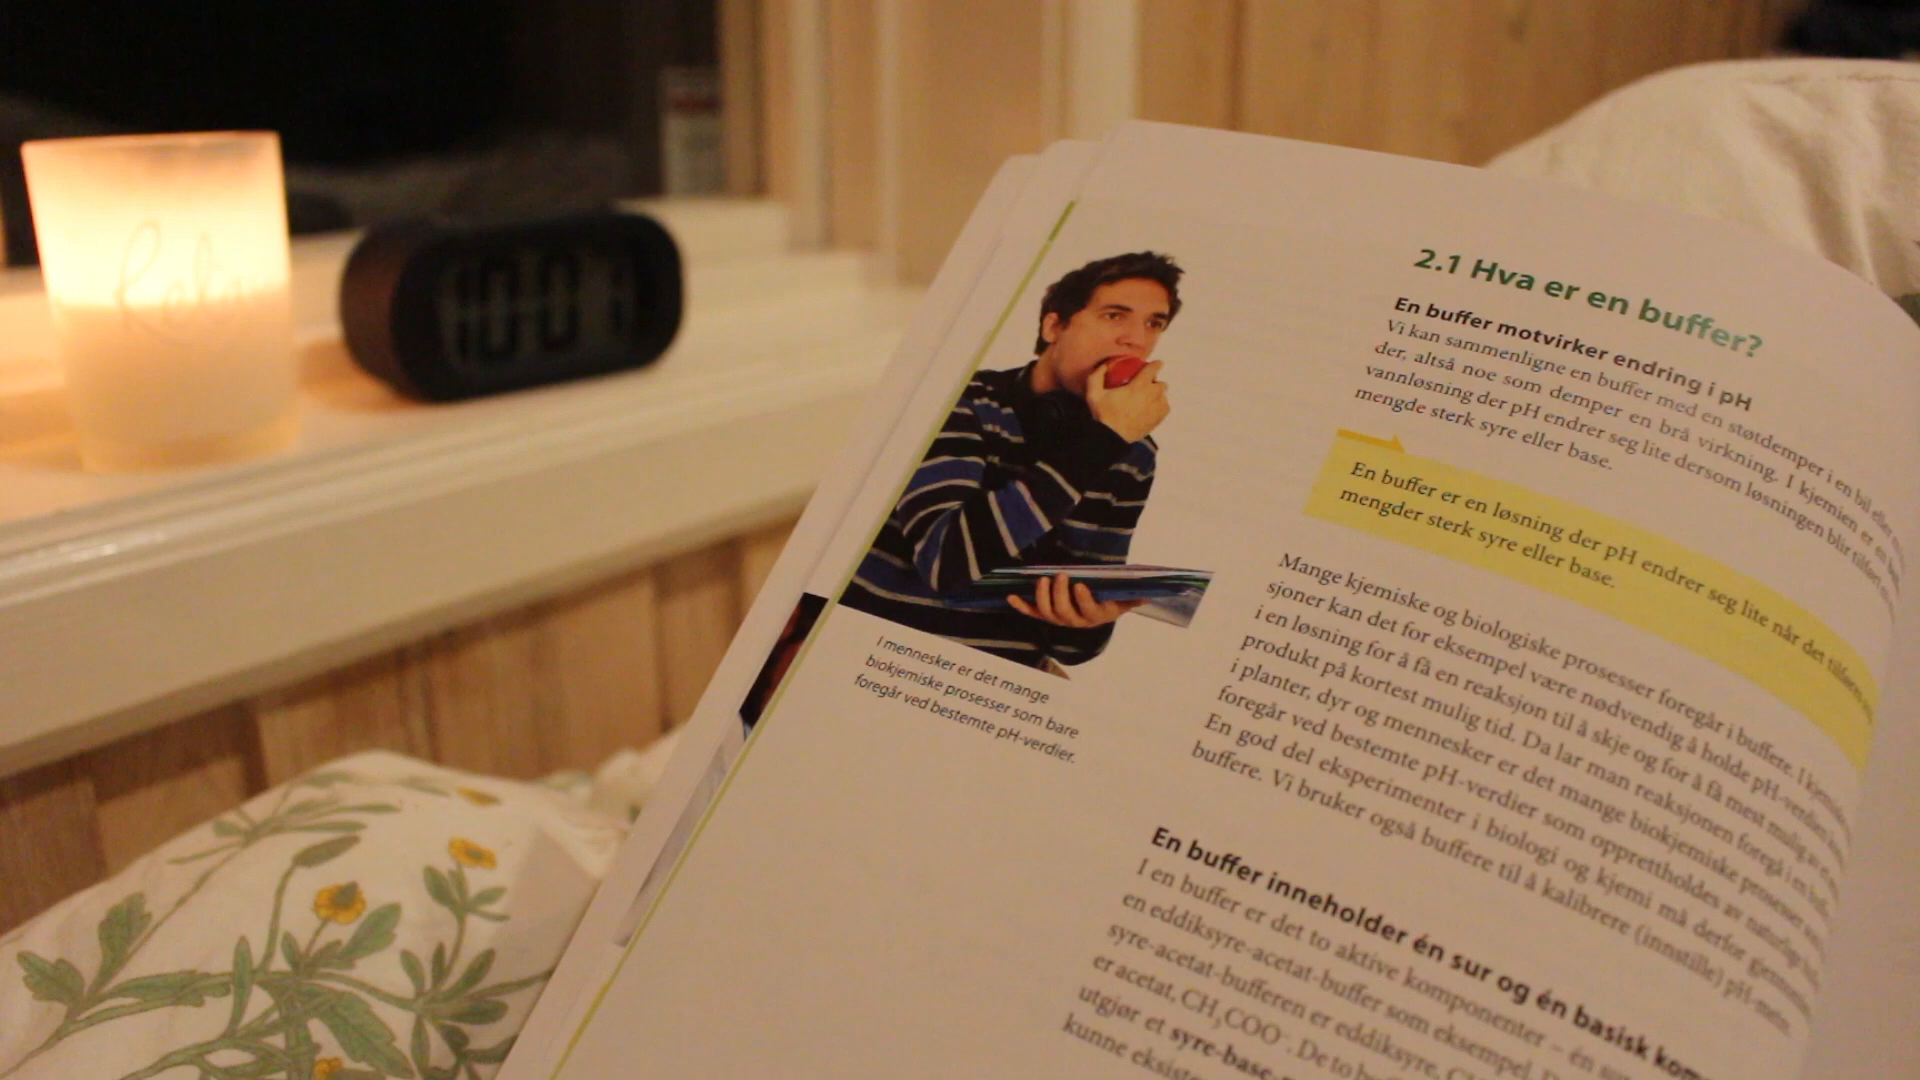 2.1 Hva er en buffer?
En buffer motvirker endring i pH
Vi kan sammenligne en buffer med en støtdemper i en bil eller
der, altså noe som demper en brå virkning. I kjemien er en
vannløsning der pH endrer seg lite dersom løsningen blir tilført
mengde sterk syre eller base.
En buffer er en løsning der pH endrer seg lite når det tilføres
mengder sterk syre eller base.
Mange kjemiske og biologiske prosesser foregår i buffere. I
sjoner kan det for eksempel være nødvendig å holde pH-verdien
i en løsning for å få en reaksjon til å skje og for å få mest mulig av et
produkt på kortest mulig tid. Da lar man reaksjonen foregå i en
i planter, dyr og mennesker er det mange biokjemiske prosesser som
foregår ved bestemte pH-verdier som opprettholdes av naturlige
En god del eksperimenter i biologi og kjemi må derfor
buffere. Vi bruker også buffere til å kalibrere (innstille) pH-metre.
I mennesker er det mange
biokjemiske prosesser som bare
foregår ved bestemte pH-verdier.
En buffer inneholder én sur og én basisk
I en buffer er det to aktive komponenter – én
en eddiksyre-acetat-buffer som eksempel.
syre-acetat-bufferen er eddiksyre,
er acetat, CH₃COO⁻. De to
utgjør et syre-base-
kunne